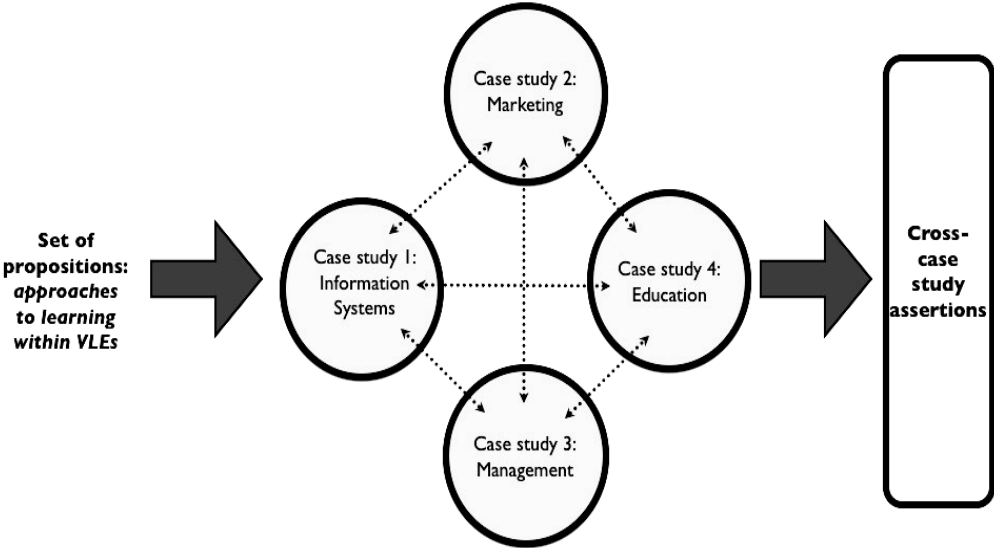 Set of
propositions:
approaches
to learning
within VLEs
Case study 1:
Information
Systems
Case study 2:
Marketing
Case study 3:
Management
Case study 4:
Education
Cross-
case
study
assertions